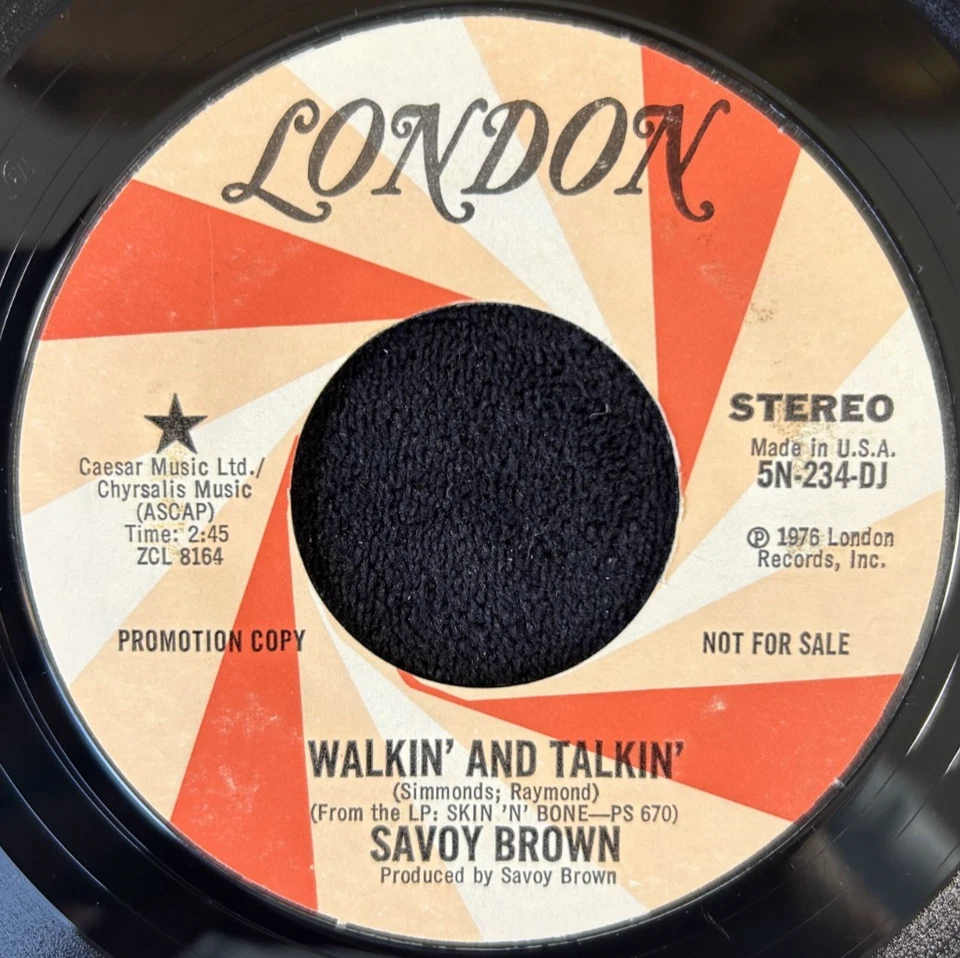 LONDON
★
Caesar Music Ltd./
Chyrsalis Music
(ASCAP)
Time: 2:45
ZCL 8164
STEREO
Made in U.S.A.
5N-234-DJ
Ⓟ 1976 London
Records, Inc.
PROMOTION COPY
NOT FOR SALE
WALKIN' AND TALKIN'
(Simmonds; Raymond)
(From the LP: SKIN 'N' BONE—PS 670)
SAVOY BROWN
Produced by Savoy Brown